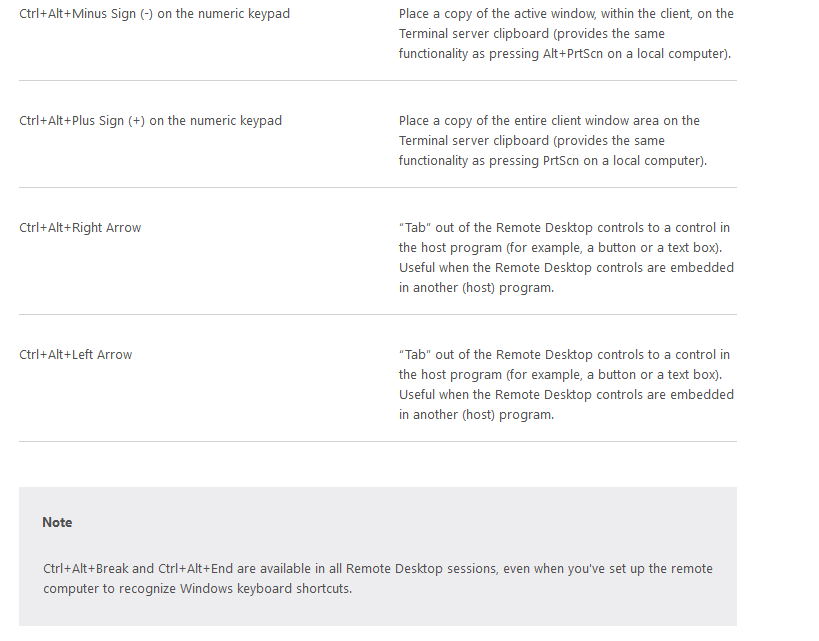 Ctrl+Alt+Minus Sign (-) on the numeric keypad
Place a copy of the active window, within the client, on the
Terminal server clipboard (provides the same
functionality as pressing Alt+PrtScn on a local computer).
Ctrl+Alt+Plus Sign (+) on the numeric keypad
Place a copy of the entire client window area on the
Terminal server clipboard (provides the same
functionality as pressing PrtScn on a local computer).
Ctrl+Alt+Right Arrow
“Tab” out of the Remote Desktop controls to a control in
the host program (for example, a button or a text box).
Useful when the Remote Desktop controls are embedded
in another (host) program.
Ctrl+Alt+Left Arrow
“Tab” out of the Remote Desktop controls to a control in
the host program (for example, a button or a text box).
Useful when the Remote Desktop controls are embedded
in another (host) program.
Note
Ctrl+Alt+Break and Ctrl+Alt+End are available in all Remote Desktop sessions, even when you've set up the remote
computer to recognize Windows keyboard shortcuts.